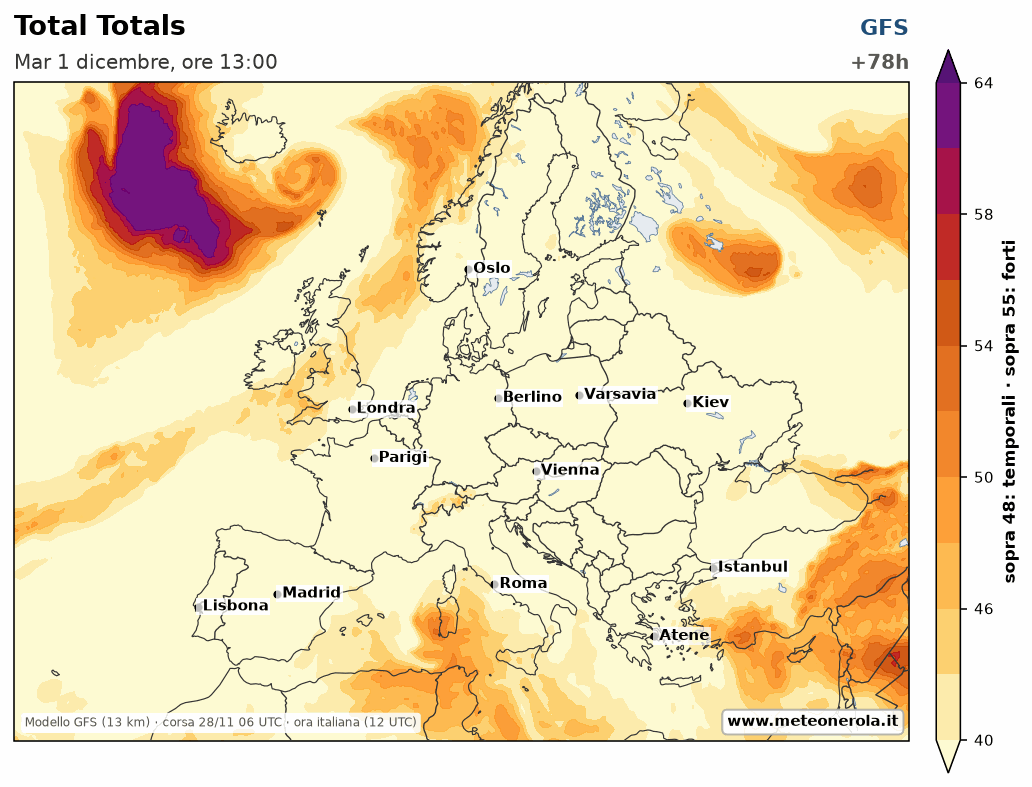 Total Totals
GFS
Mar 1 dicembre, ore 13:00
+78h
Oslo
Londra
Berlino
Varsavia
Kiev
Parigi
Vienna
Istanbul
Roma
Madrid
Lisbona
Atene
Modello GFS (13 km) · corsa 28/11 06 UTC · ora italiana (12 UTC)
www.meteonerola.it
64
58
54
50
46
40
sopra 48: temporali · sopra 55: forti